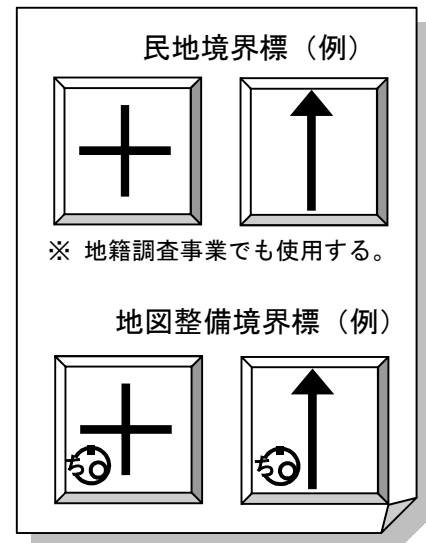 民地境界標（例）
※ 地籍調査事業でも使用する。
地図整備境界標（例）
ち
ち